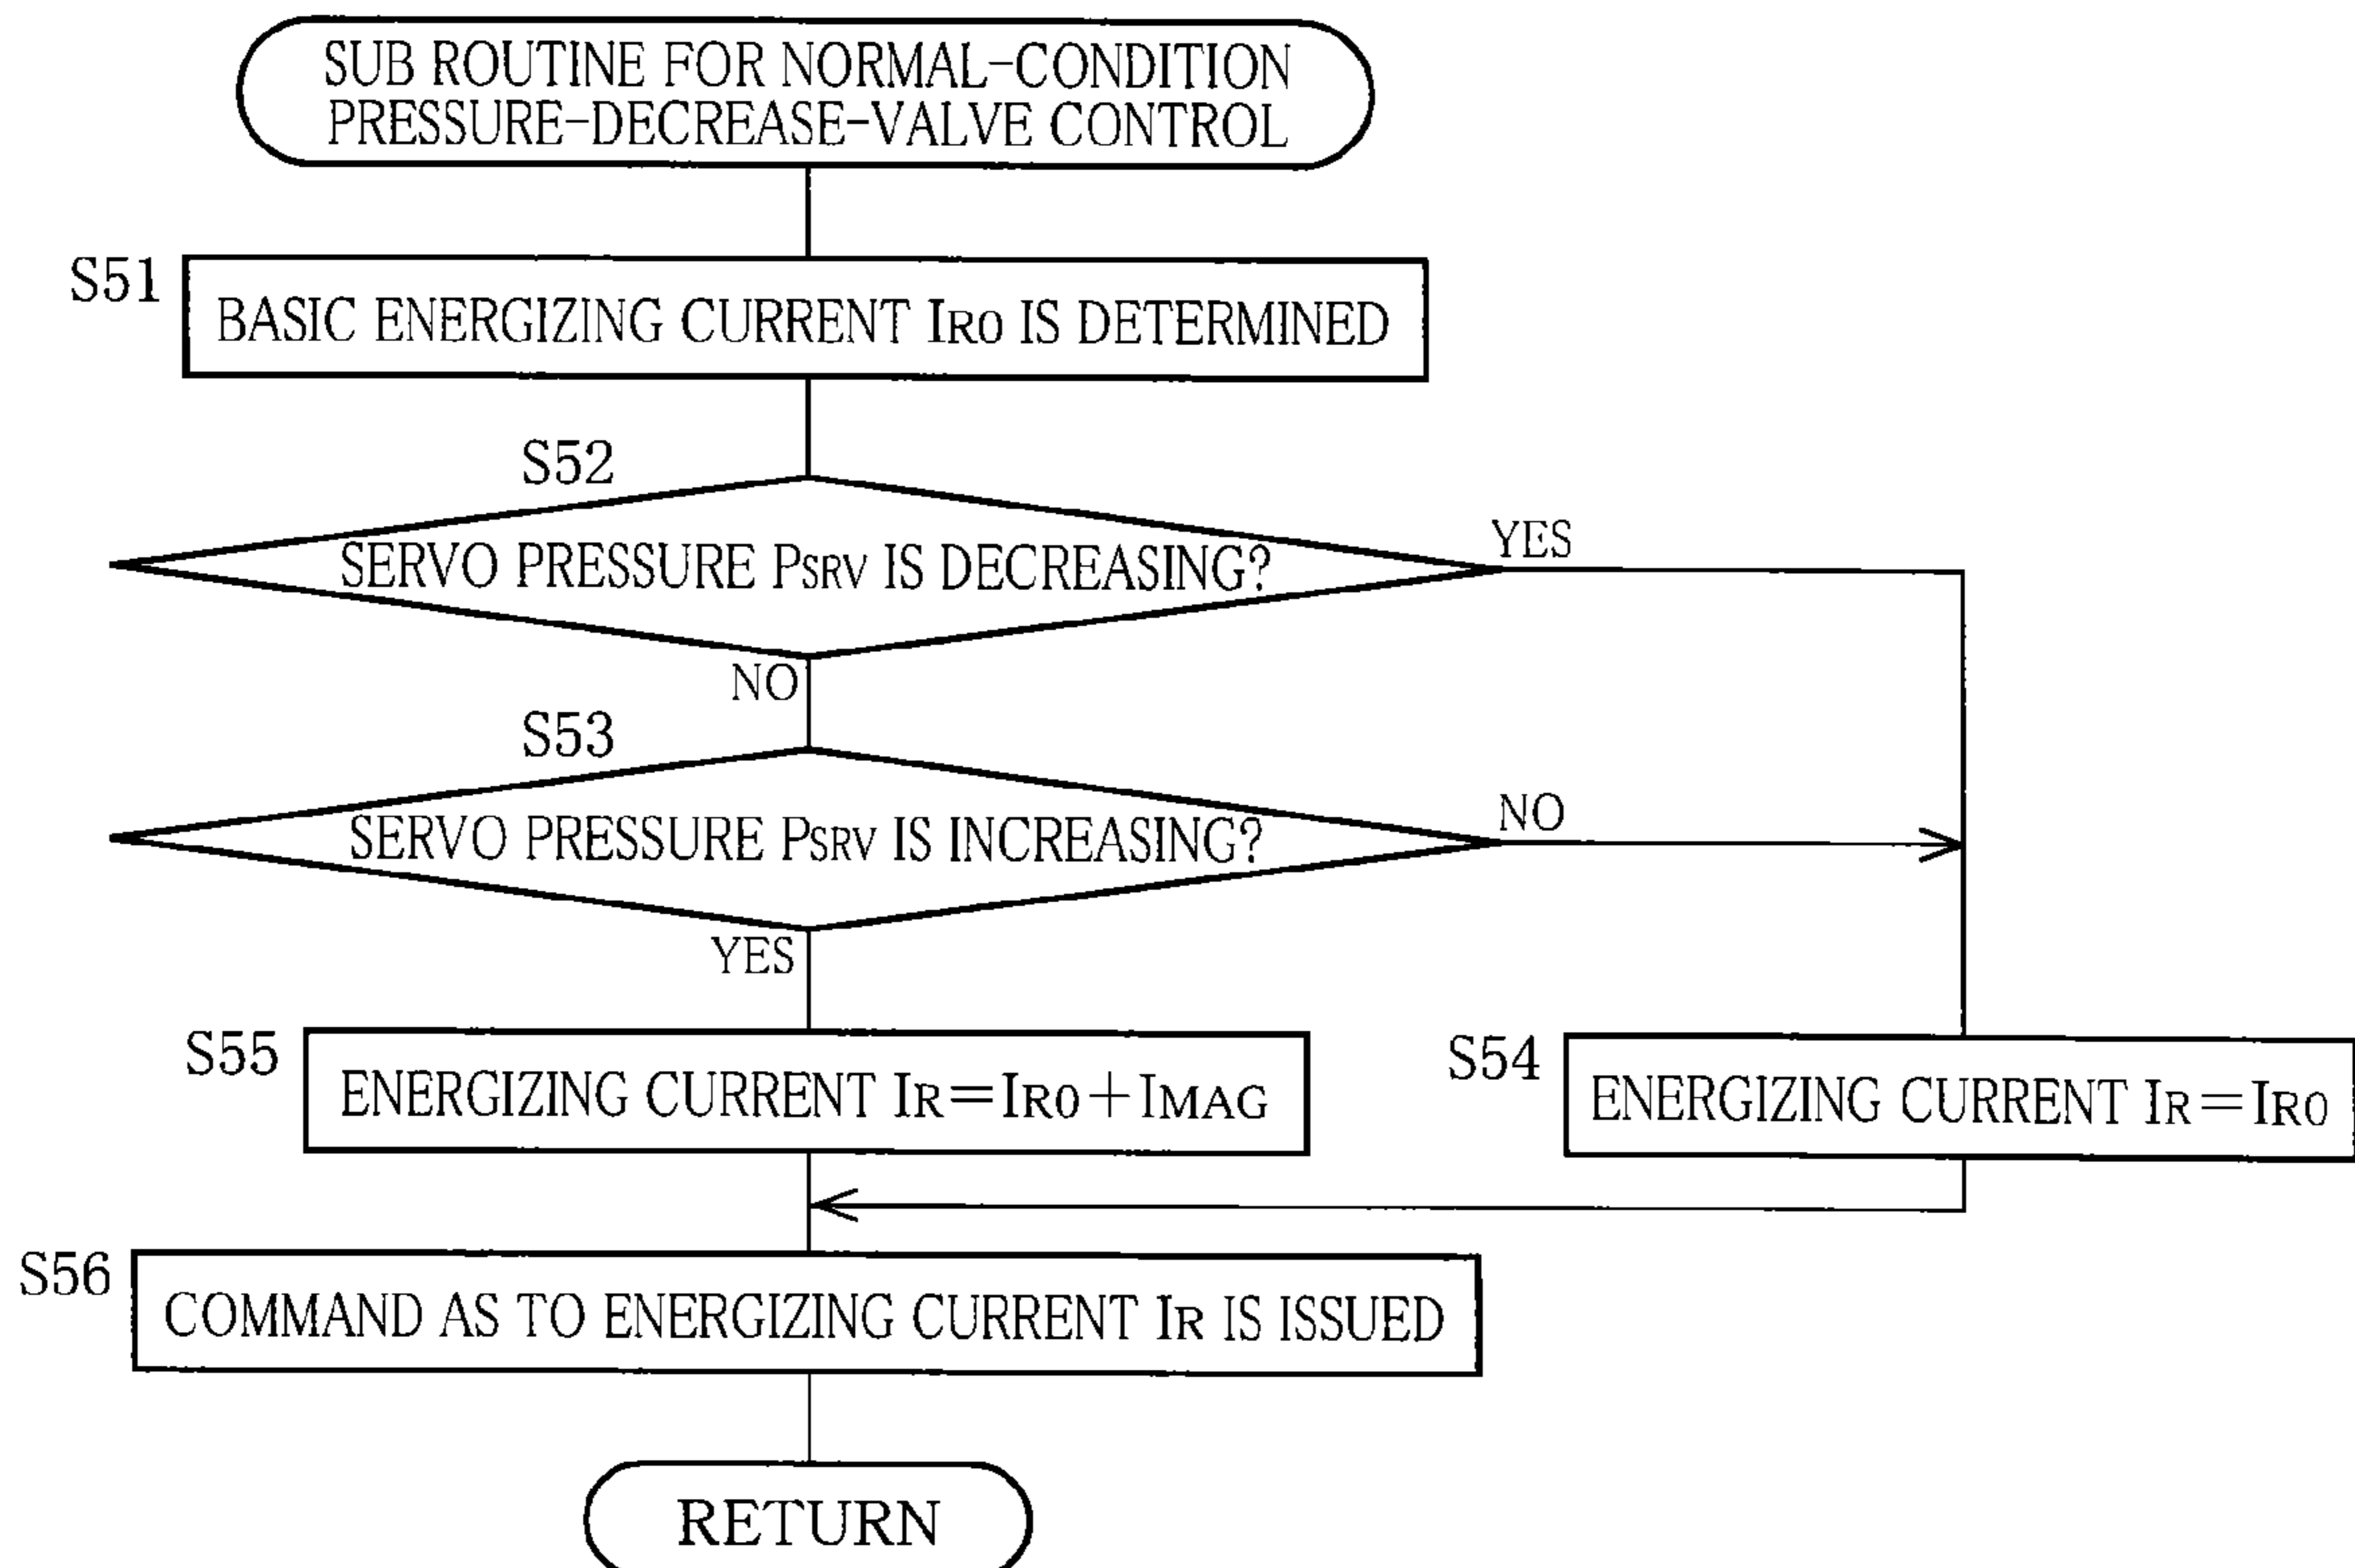 SUB ROUTINE FOR NORMAL-CONDITION
PRESSURE-DECREASE-VALVE CONTROL
S51
BASIC ENERGIZING CURRENT IR0 IS DETERMINED
S52
SERVO PRESSURE PSRV IS DECREASING?
YES
NO
S53
SERVO PRESSURE PSRV IS INCREASING?
NO
YES
S55
ENERGIZING CURRENT IR=IR0+IMAG
S54
ENERGIZING CURRENT IR=IR0
S56
COMMAND AS TO ENERGIZING CURRENT IR IS ISSUED
RETURN